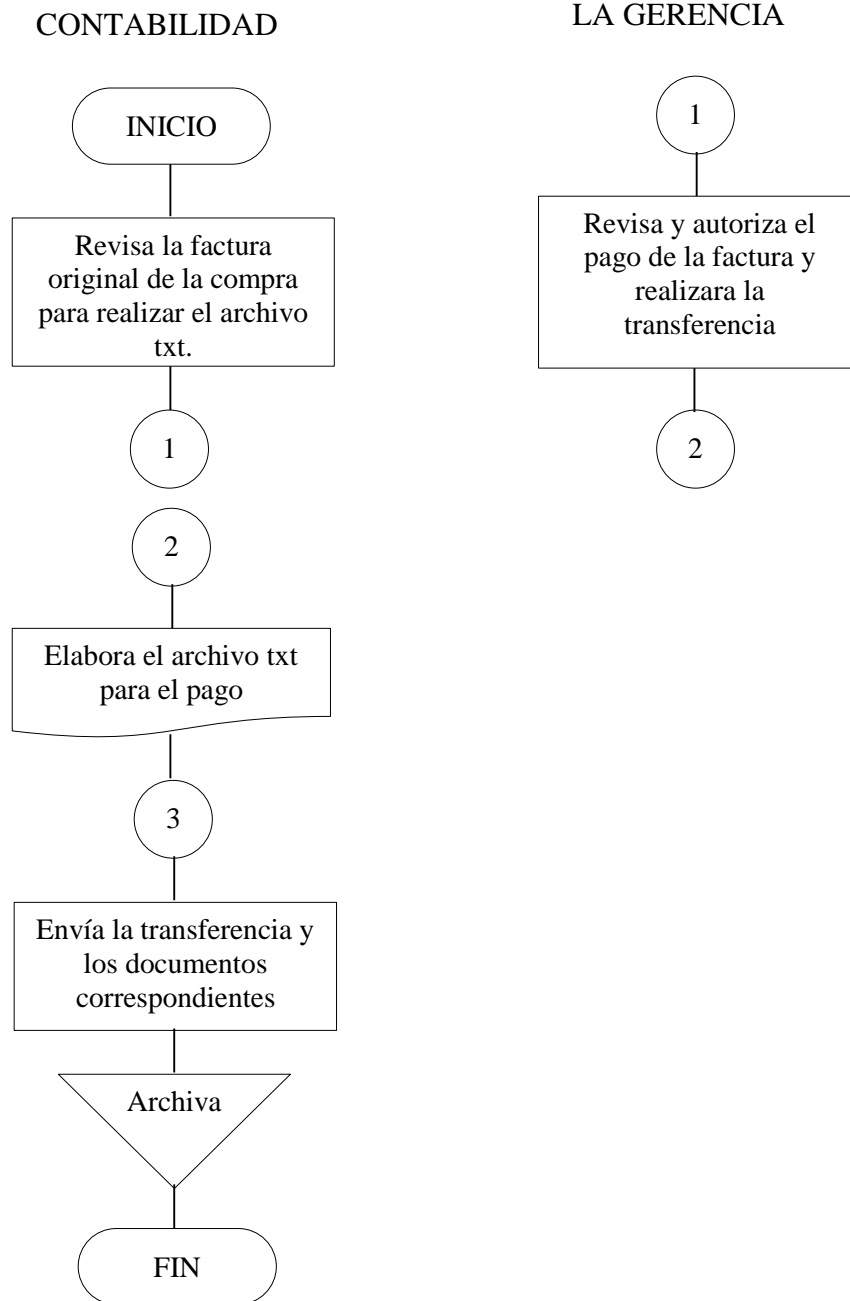 CONTABILIDAD
INICIO
Revisa la factura
original de la compra
para realizar el archivo
txt.
1
2
Elabora el archivo txt
para el pago
3
Envía la transferencia y
los documentos
correspondientes
Archiva
FIN
LA GERENCIA
1
Revisa y autoriza el
pago de la factura y
realizara la
transferencia
2